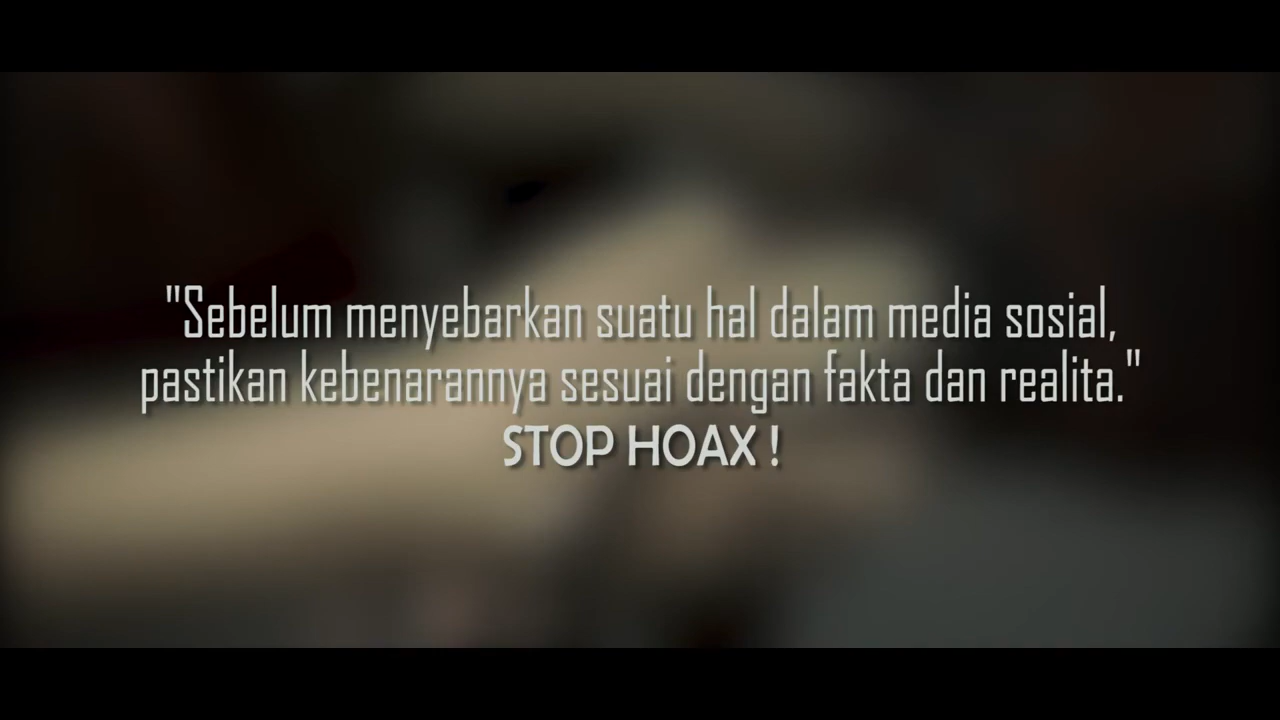 "Sebelum menyebarkan suatu hal dalam media sosial,
pastikan kebenarannya sesuai dengan fakta dan realita."
STOP HOAX !